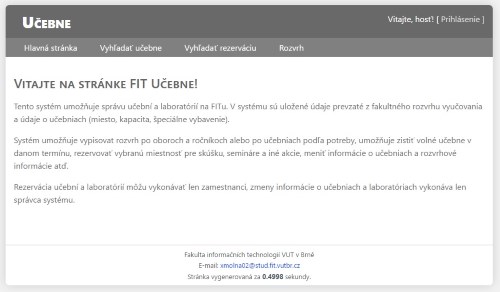 Učebne
Vitajte, hosť! [ Prihlásenie ]
Hlavná stránka Vyhľadať učebne Vyhľadať rezerváciu Rozvrh
Vitajte na stránke FIT Učebne!
Tento systém umožňuje správu učební a laboratórií na FITu. V systému sú uložené údaje prevzaté z fakultného rozvrhu vyučovania
a údaje o učebniach (miesto, kapacita, špeciálne vybavenie).
Systém umožňuje vypisovať rozvrh po oboroch a ročníkoch alebo po učebniach podľa potreby, umožňuje zistiť voľné učebne v
danom termínu, rezervovať vybranú miestnosť pre skúšku, semináre a iné akcie, meniť informácie o učebniach a rozvrhové
informácie atď.
Rezervácia učební a laboratórií môžu vykonávať len zamestnanci, zmeny informácie o učebniach a laboratóriach vykonáva len
správca systému.
Fakulta informačních technologií VUT v Brně
E-mail: xmolna02@stud.fit.vutbr.cz
Stránka vygenerovaná za 0.4998 sekundy.